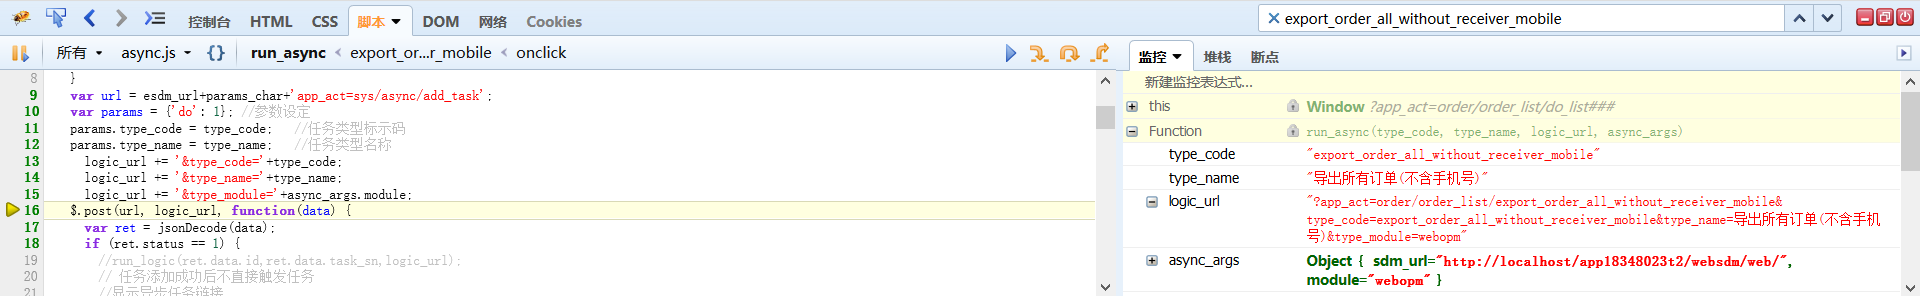 控制台 HTML CSS 脚本 DOM 网络 Cookies export_order_all_without_receiver_mobile
所有 async.js {} run_async < export_or...r_mobile < onclick
监控 堆栈 断点
8 }
9 var url = esdm_url+params_char+'app_act=sys/async/add_task';
10 var params = {'do': 1}; //参数设定
11 params.type_code = type_code; //任务类型标示码
12 params.type_name = type_name; //任务类型名称
13 logic_url += '&type_code='+type_code;
14 logic_url += '&type_name='+type_name;
15 logic_url += '&type_module='+async_args.module;
16 $.post(url, logic_url, function(data) {
17 var ret = jsonDecode(data);
18 if (ret.status == 1) {
19 //run_logic(ret.data.id,ret.data.task_sn,logic_url);
20 // 任务添加成功后不直接触发任务
21 //显示异步任务链接
新建监控表达式...
this Window ?app_act=order/order_list/do_list###
Function run_async(type_code, type_name, logic_url, async_args)
type_code "export_order_all_without_receiver_mobile"
type_name "导出所有订单(不含手机号)"
logic_url "?app_act=order/order_list/export_order_all_without_receiver_mobile&
type_code=export_order_all_without_receiver_mobile&type_name=导出所有订单(不含手机
号)&type_module=webopm"
async_args Object { sdm_url="http://localhost/app18348023t2/websdm/web/",
module="webopm" }